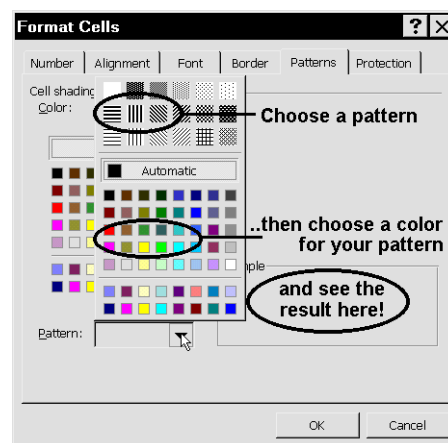 Format Cells
Number Alignment Font Border Patterns Protection
Cell shading
Color:
Choose a pattern
Automatic
..then choose a color
for your pattern
and see the
result here!
Pattern:
OK Cancel